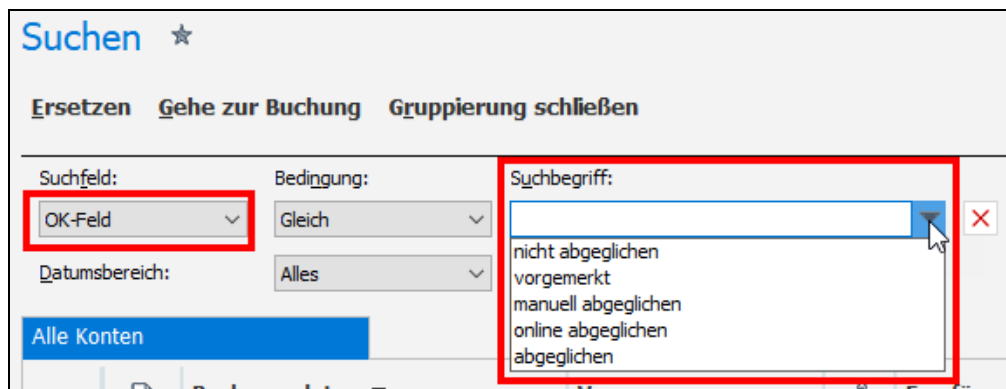 Suchen
Ersetzen Gehe zur Buchung Gruppierung schließen
Suchfeld: Bedingung: Suchbegriff:
OK-Feld Gleich
nicht abgeglichen
Datumsbereich: Alles vorgemerkt
manuell abgeglichen
Alle Konten online abgeglichen
abgeglichen